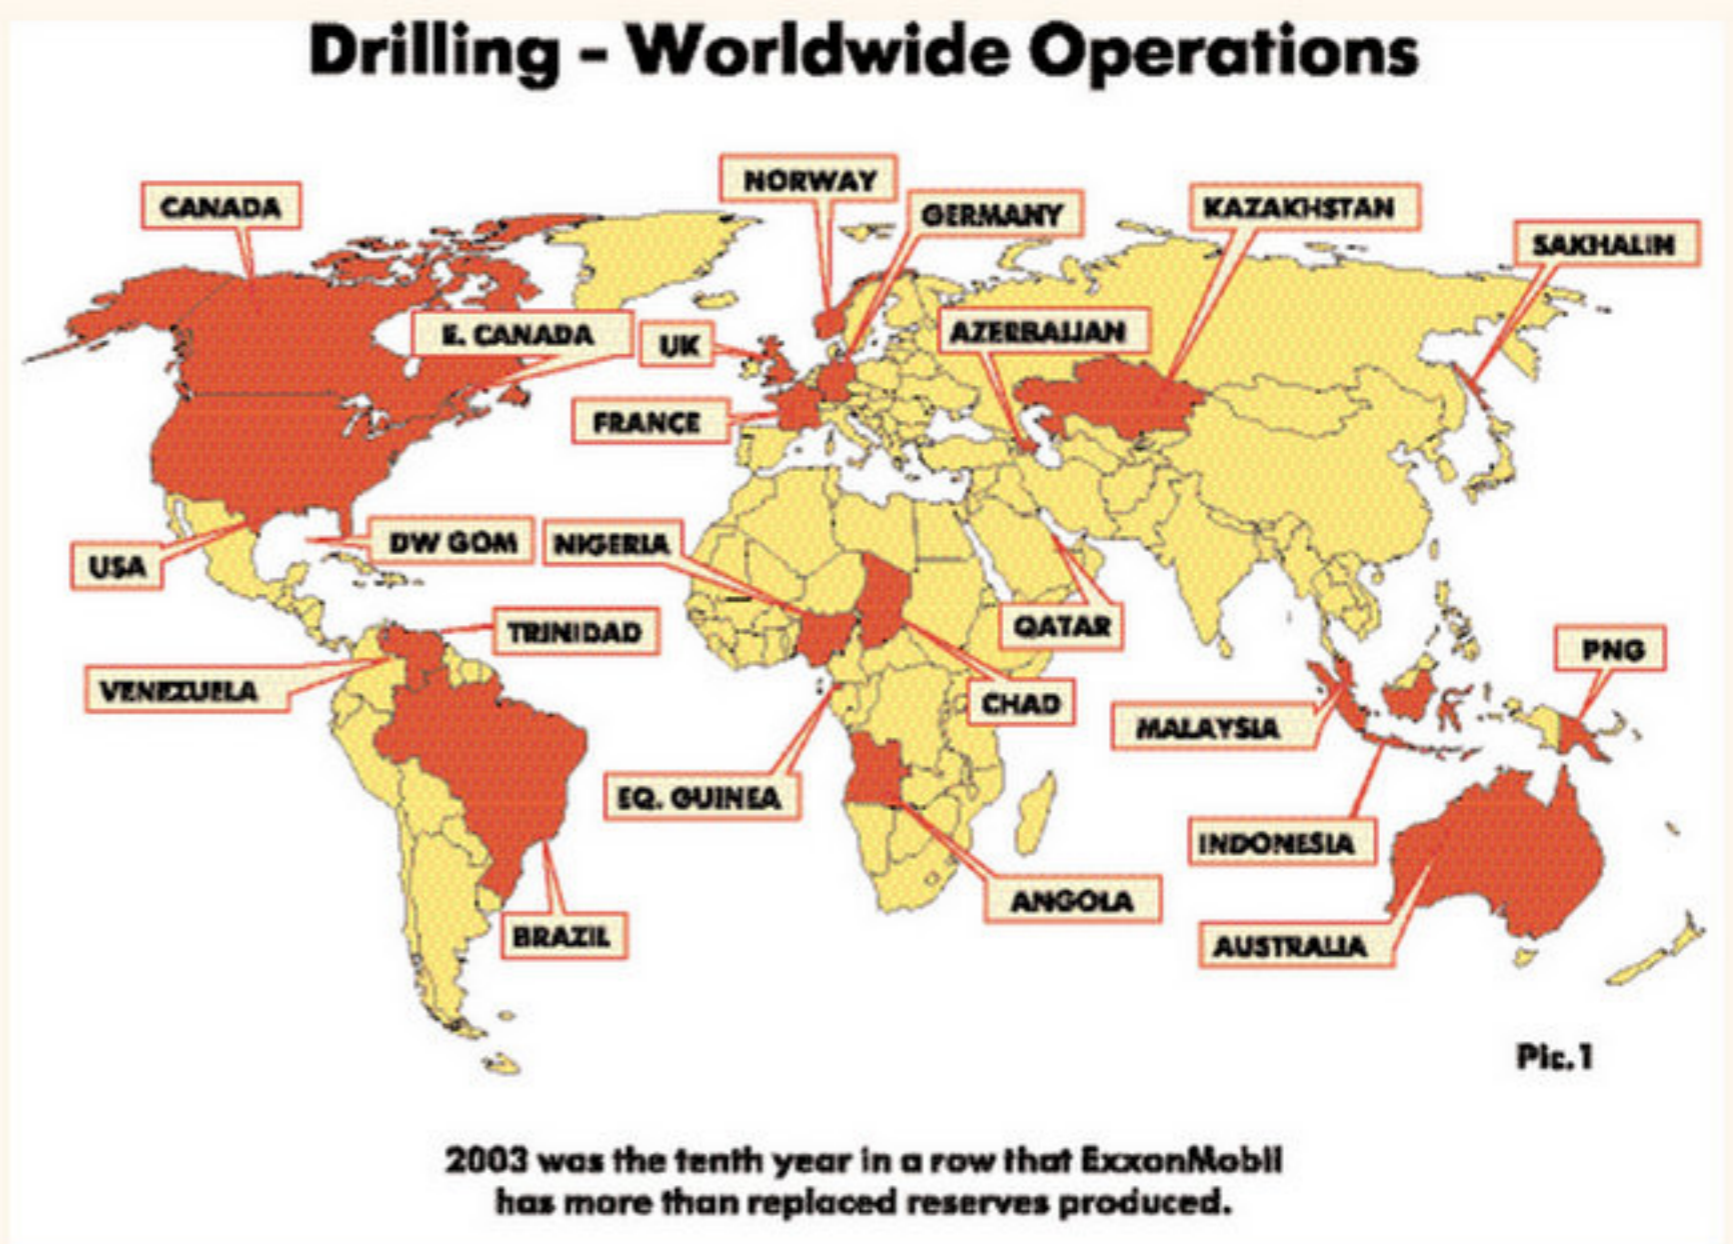 Drilling - Worldwide Operations
NORWAY
CANADA
GERMANY
KAZAKHSTAN
SAKHALIN
E. CANADA
UK
AZERBAIJAN
FRANCE
USA
DW GOM
NIGERIA
QATAR
TRINIDAD
PNG
VENEZUELA
CHAD
MALAYSIA
EQ. GUINEA
INDONESIA
ANGOLA
BRAZIL
AUSTRALIA
Pic.1
2003 was the tenth year in a row that ExxonMobil
has more than replaced reserves produced.